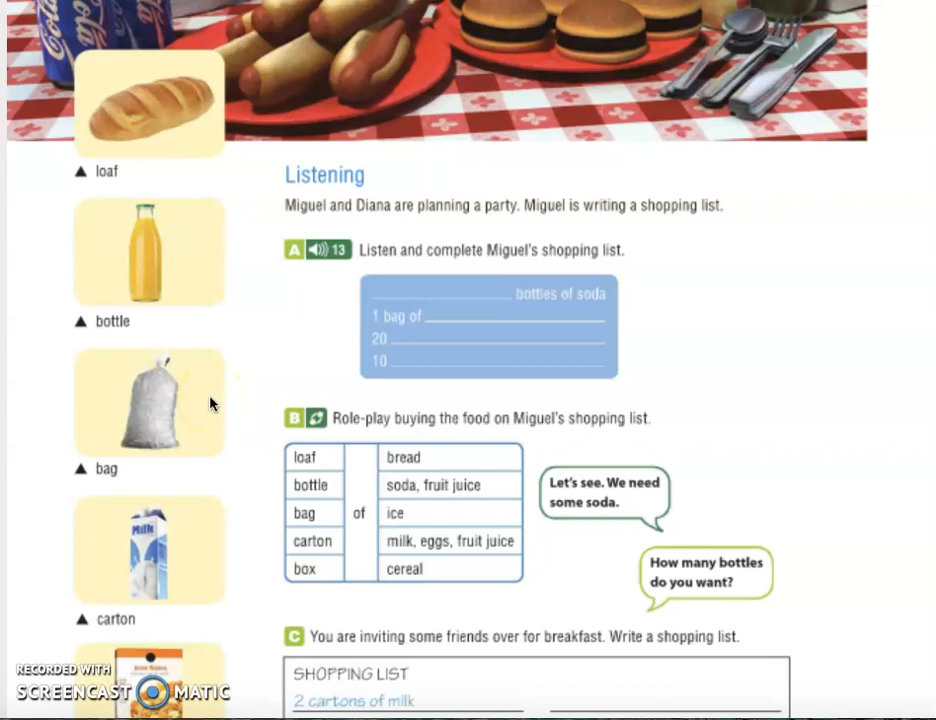 Cola
Cola
▲ loaf
Listening
Miguel and Diana are planning a party. Miguel is writing a shopping list.
▲ bottle
A 13 Listen and complete Miguel's shopping list.
bottles of soda
1 bag of
20
10
▲ bag
B Role-play buying the food on Miguel's shopping list.
loaf
bottle
bag
carton
box
of
bread
soda, fruit juice
ice
milk, eggs, fruit juice
cereal
Let's see. We need
some soda.
How many bottles
do you want?
Milk
▲ carton
C You are inviting some friends over for breakfast. Write a shopping list.
SHOPPING LIST
2 cartons of milk
RECORDED WITH
SCREENCAST MATIC